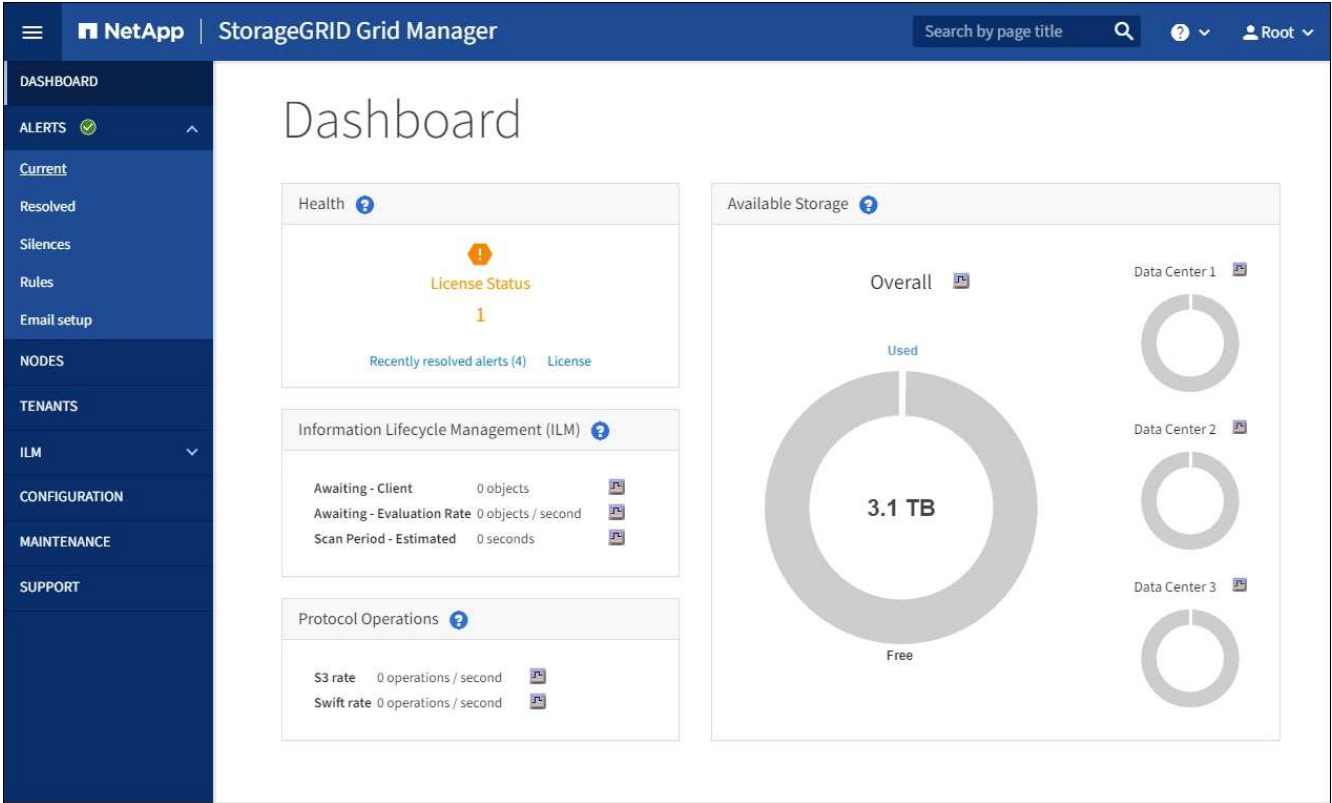 NetApp | StorageGRID Grid Manager
Search by page title
Root
DASHBOARD
ALERTS
Current
Resolved
Silences
Rules
Email setup
NODES
TENANTS
ILM
CONFIGURATION
MAINTENANCE
SUPPORT
Dashboard
Health ?
!
License Status
1
Recently resolved alerts (4) License
Information Lifecycle Management (ILM) ?
Awaiting - Client 0 objects
Awaiting - Evaluation Rate 0 objects / second
Scan Period - Estimated 0 seconds
Protocol Operations ?
S3 rate 0 operations / second
Swift rate 0 operations / second
Available Storage ?
Overall
Used
3.1 TB
Free
Data Center 1
Data Center 2
Data Center 3